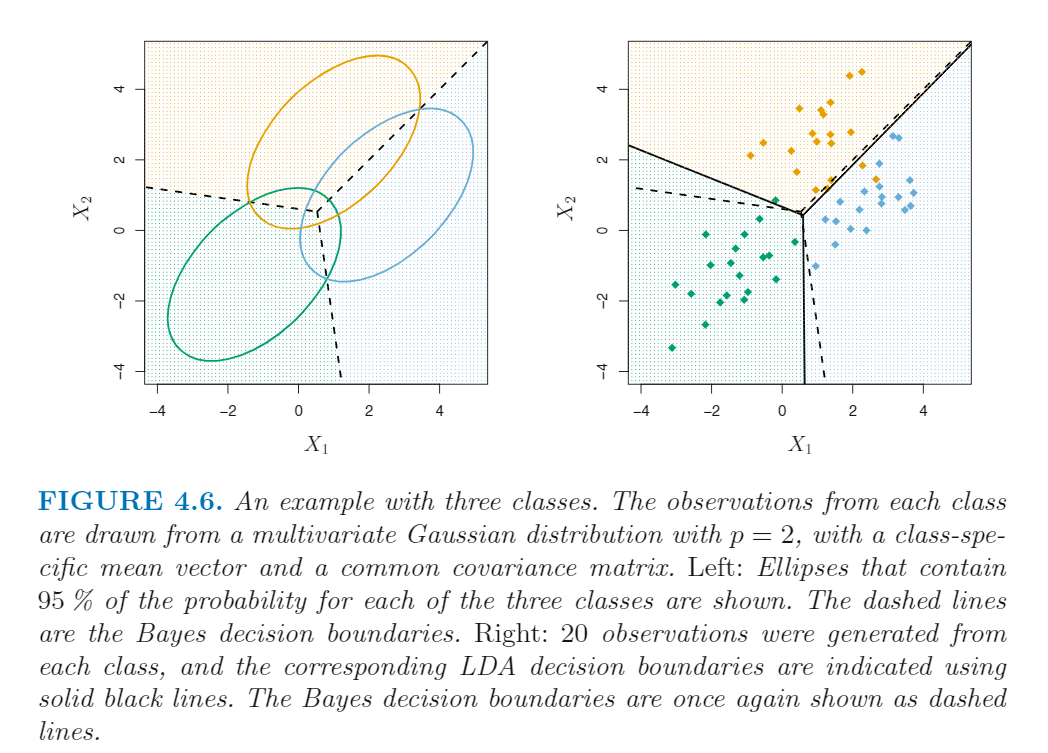 4
2
0
−2
−4
X2
−4
−2
0
2
4
X1
4
2
0
−2
−4
X2
−4
−2
0
2
4
X1
FIGURE 4.6. An example with three classes. The observations from each class
are drawn from a multivariate Gaussian distribution with p = 2, with a class-spe-
cific mean vector and a common covariance matrix. Left: Ellipses that contain
95 % of the probability for each of the three classes are shown. The dashed lines
are the Bayes decision boundaries. Right: 20 observations were generated from
each class, and the corresponding LDA decision boundaries are indicated using
solid black lines. The Bayes decision boundaries are once again shown as dashed
lines.